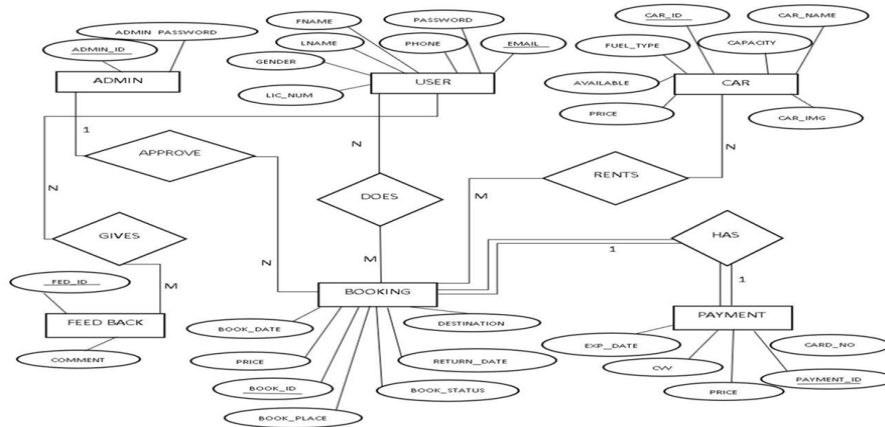 FNAME
PASSWORD
CAR_ID
CAR_NAME
ADMIN PASSWORD
ADMIN_ID
LNAME
PHONE
EMAIL
FUEL_TYPE
CAPACITY
GENDER
ADMIN
USER
CAR
AVAILABLE
LIC_NUM
PRICE
CAR_IMG
1
APPROVE
N
N
RENTS
N
DOES
M
GIVES
HAS
1
N
M
M
1
FED_ID
BOOKING
FEED BACK
BOOK_DATE
DESTINATION
PAYMENT
COMMENT
PRICE
RETURN_DATE
EXP_DATE
CARD_NO
BOOK_ID
BOOK_STATUS
CVV
PAYMENT_ID
BOOK_PLACE
PRICE